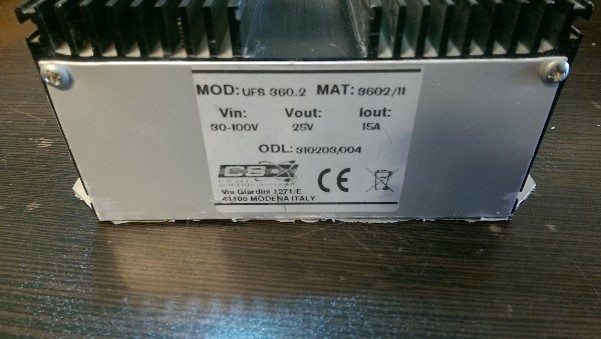 MOD: UFS 360.2 MAT: 3602/11
Vin: Vout: Iout:
30-100V 25V 15A
ODL: 310203/004
CE
Via Giardini 1271/E
41100 MODENA ITALY